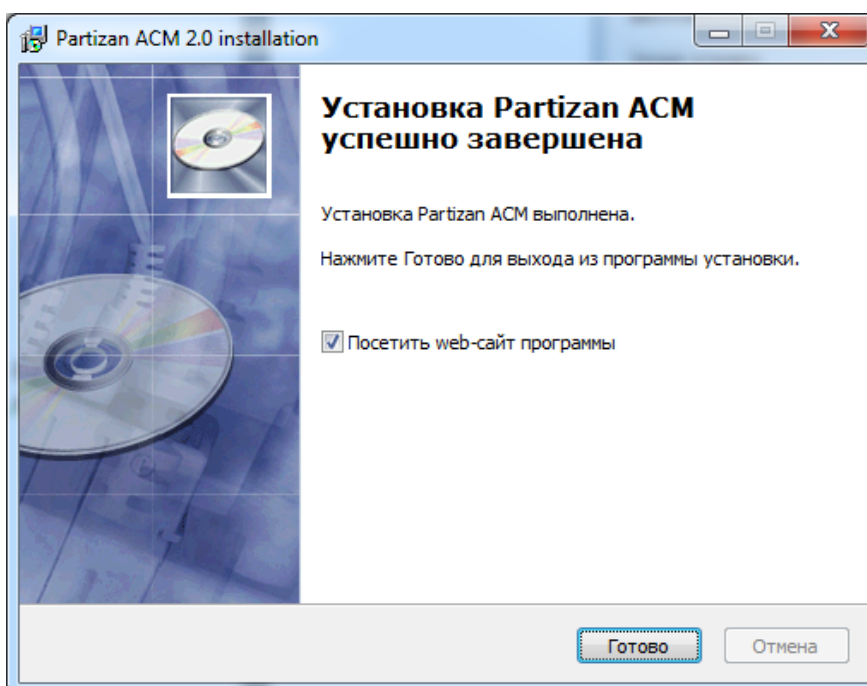 Partizan ACM 2.0 installation
Установка Partizan ACM
успешно завершена
Установка Partizan ACM выполнена.
Нажмите Готово для выхода из программы установки.
Посетить web-сайт программы
Готово
Отмена